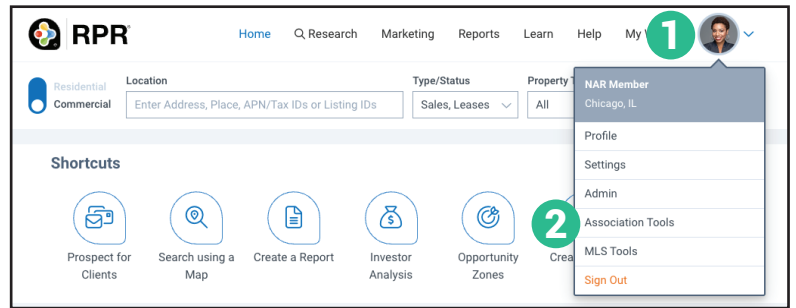 RPR®
Home
Research
Marketing
Reports
Learn
Help
My
1
Residential
Commercial
Location
Enter Address, Place, APN/Tax IDs or Listing IDs
Type/Status
Sales, Leases
Property
All
NAR Member
Chicago, IL
Profile
Settings
Admin
Association Tools
MLS Tools
Sign Out
2
Shortcuts
Prospect for
Clients
Search using a
Map
Create a Report
Investor
Analysis
Opportunity
Zones